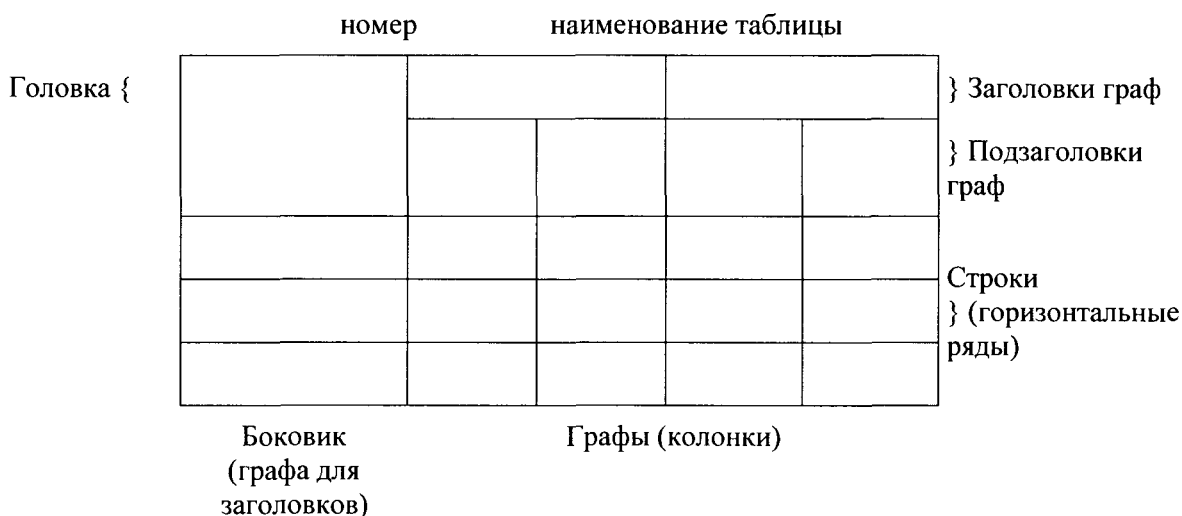 номер наименование таблицы
Головка {
} Заголовки граф
} Подзаголовки
граф
Строки
} (горизонтальные
ряды)
Боковик
(графа для
заголовков)
Графы (колонки)